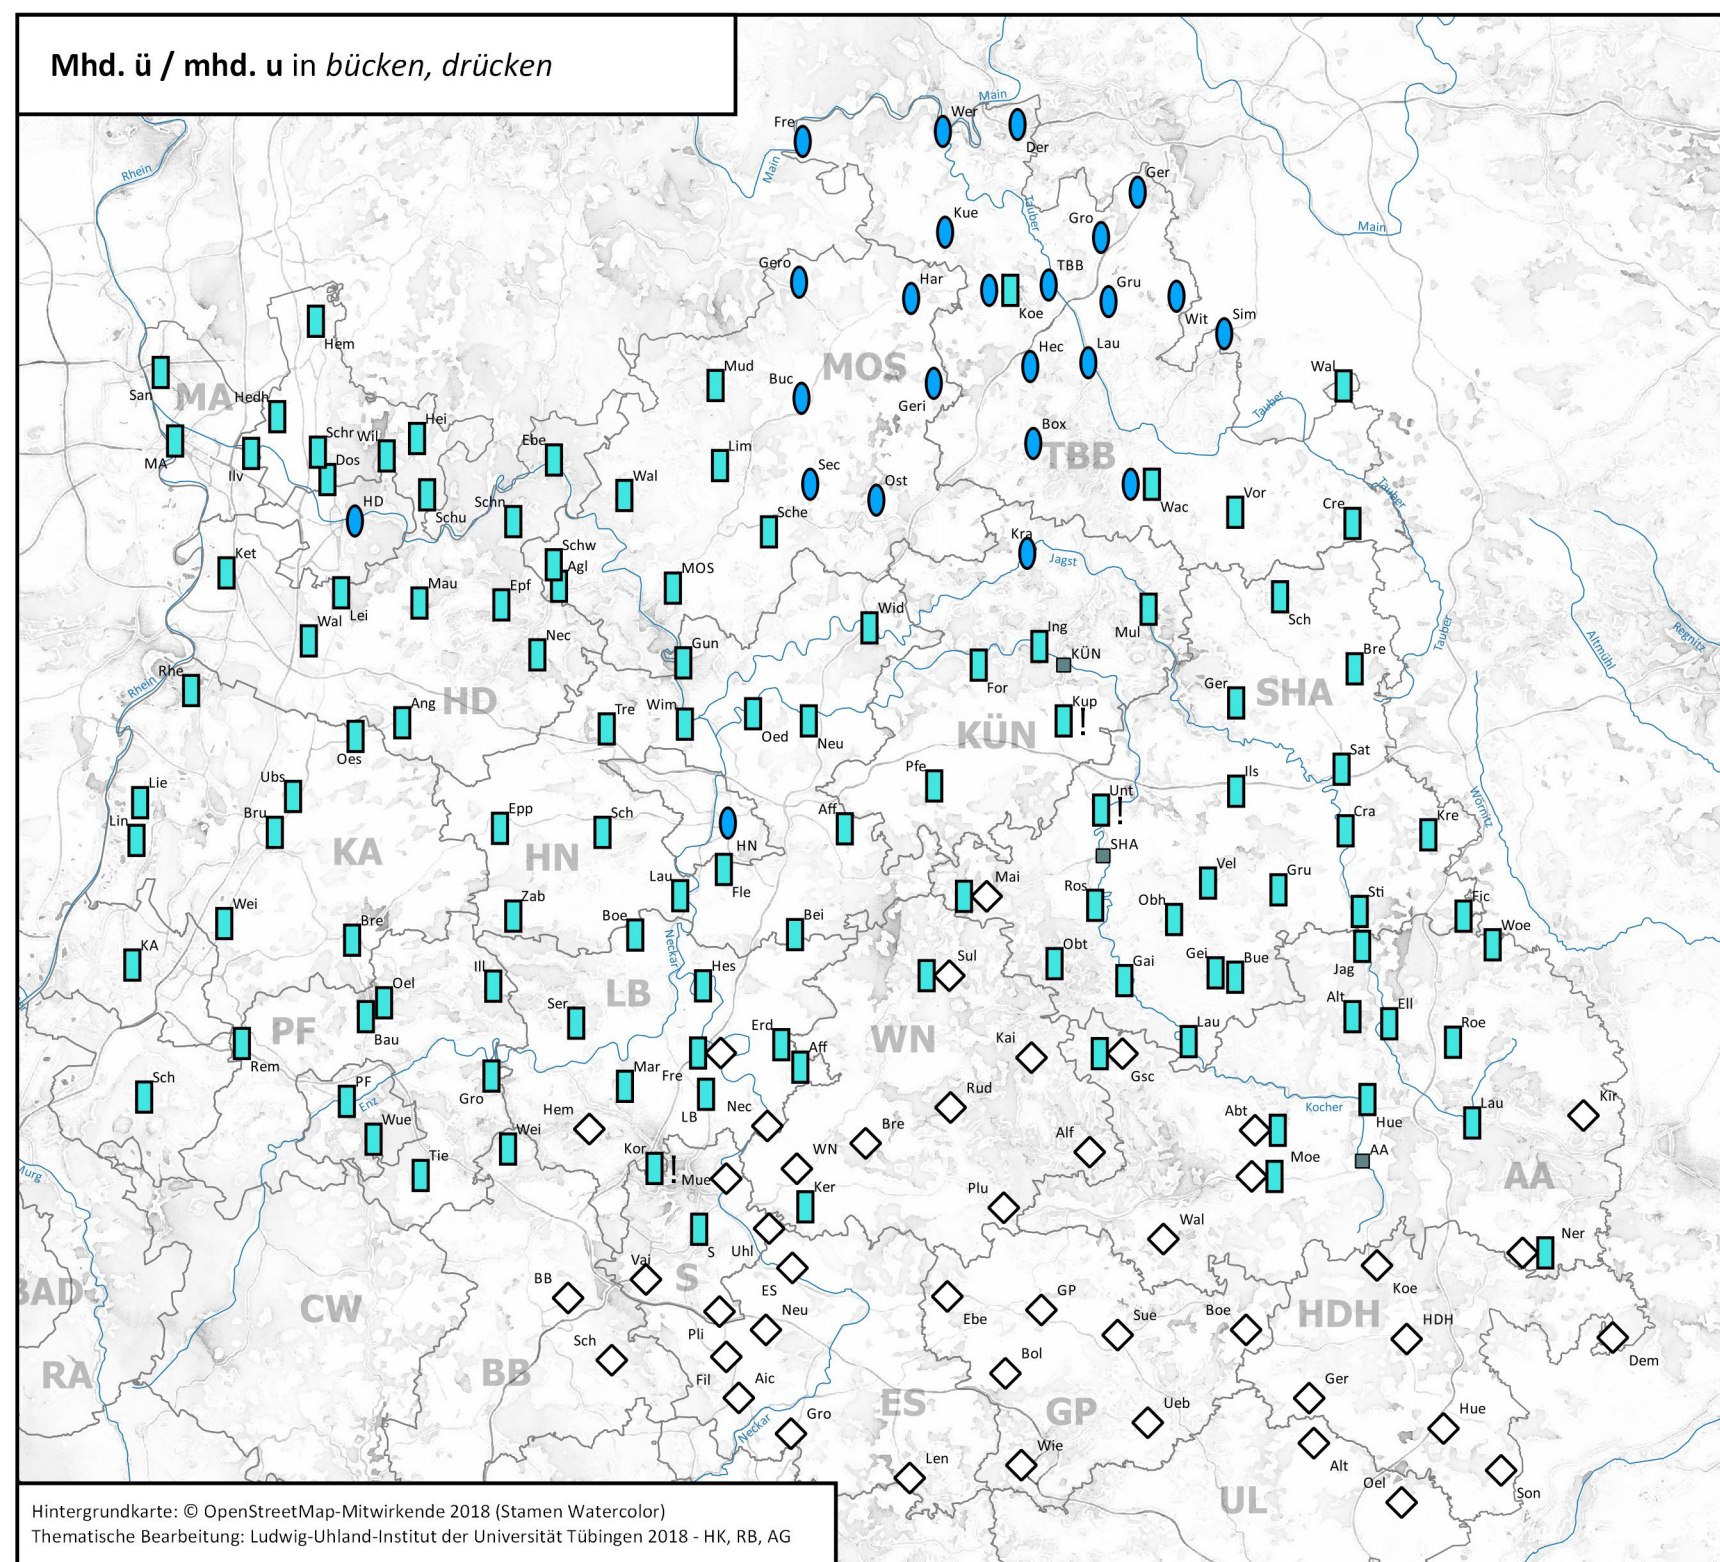 Mhd. ü / mhd. u in bücken, drücken
Main
Wer
Fre
Der
Rhein
Main
Ger
Tauber
Kue
Gro
Main
Gero
TBB
Har
Gru
Koe
Wit
Sim
Hem
Hec
Lau
MOS
Mud
Wal
San
MA
Hedh
Buc
Geri
Tauber
Hei
Schr
Wil
Ebe
Box
TBB
Lim
MA
Ilv
Dos
Wal
Sec
Ost
Tauber
HD
Schn
Schu
Wac
Vor
Cre
Sche
Kra
Schw
Jagst
Ket
Agl
MOS
Mau
Epf
Wid
Lei
Sch
Wal
Ing
Mul
Tauber
Altmühl
Regnitz
Nec
Gun
KÜN
Bre
Rhe
Rhein
For
HD
Ger
SHA
Ang
Tre
Wim
Kup
!
Oed
Neu
KÜN
Oes
Sat
Pfe
Ils
Lie
Ubs
Unt
!
Wörnitz
Lin
Bru
Epp
Sch
Aff
Cra
Kre
KA
HN
HN
SHA
Vel
Gru
Lau
Fle
Mai
Ros
Wei
Zab
Obh
Sti
Fic
Boe
Bei
Bre
Woe
KA
Neckar
Sul
Obt
Gai
Gei
Bue
Jag
Ill
Hes
Oel
LB
Ser
Alt
Ell
PF
Bau
Erd
WN
Kai
Lau
Roe
Rem
Aff
Sch
Mar
Fre
Gsc
PF
Enz
Gro
LB
Rud
Kocher
Hue
Lau
Kir
Hem
Nec
Abt
Wue
Bre
Alf
Wei
Kor
!
WN
AA
Tie
Moe
AA
Murg
Mue
Ker
Plu
S
Uhl
Wal
Ner
Vai
S
BB
ES
Koe
BAD
CW
Neu
Ebe
GP
Sue
Boe
HDH
HDH
Pli
Sch
Dem
RA
BB
Fil
Aic
Bol
Ger
ES
GP
Ueb
Hue
Neckar
Gro
Wie
Alt
Len
Oel
Son
UL
Hintergrundkarte: © OpenStreetMap-Mitwirkende 2018 (Stamen Watercolor)
Thematische Bearbeitung: Ludwig-Uhland-Institut der Universität Tübingen 2018 - HK, RB, AG